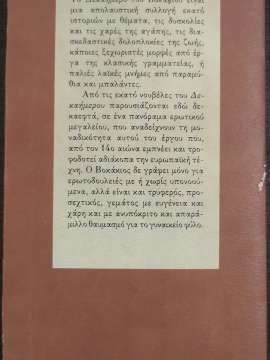 Το Δεκαήμερο του Βοκάκιου είναι
μια απολαυστική συλλογή εκατό
ιστοριών με θέματα, τις δυσκολίες
και τις χαρές της αγάπης, τις δια-
σκεδαστικές δολοπλοκίες της ζωής,
κάποιες ξεχωριστές μορφές από έρ-
γα της κλασικής γραμματείας, ή
παλιές λαϊκές μνήμες από παραμύ-
θια και μπαλάντες.
Από τις εκατό νουβέλες του Δε-
καήμερου παρουσιάζονται εδώ δε-
καεφτά, σε ένα πανόραμα ερωτικού
μεγαλείου, που αναδείχνουν τη μο-
ναδικότητα αυτού του έργου που,
από τον 14ο αιώνα εμπνέει και τρο-
φοδοτεί αδιάκοπα την ευρωπαϊκή τέ-
χνη. Ο Βοκάκιος δε γράφει μόνο για
ερωτοδουλειές με ή χωρίς υπονοού-
μενα, αλλά είναι και τρυφερός, προ-
σεχτικός, γεμάτος με ευγένεια και
χάρη και με ανυπόκριτο και απαρά-
μιλλο θαυμασμό για το γυναικείο φύλο.